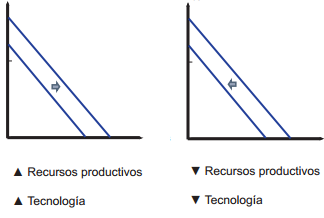 ▲ Recursos productivos
▲ Tecnología
▼ Recursos productivos
▼ Tecnología